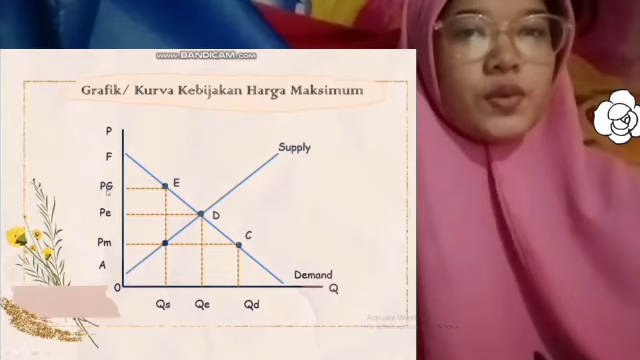 www.BANDICAM.com
Grafik/ Kurva Kebijakan Harga Maksimum
P
F
Supply
PG
E
Pe
D
Pm
C
A
Demand
0
Q
Qs
Qe
Qd